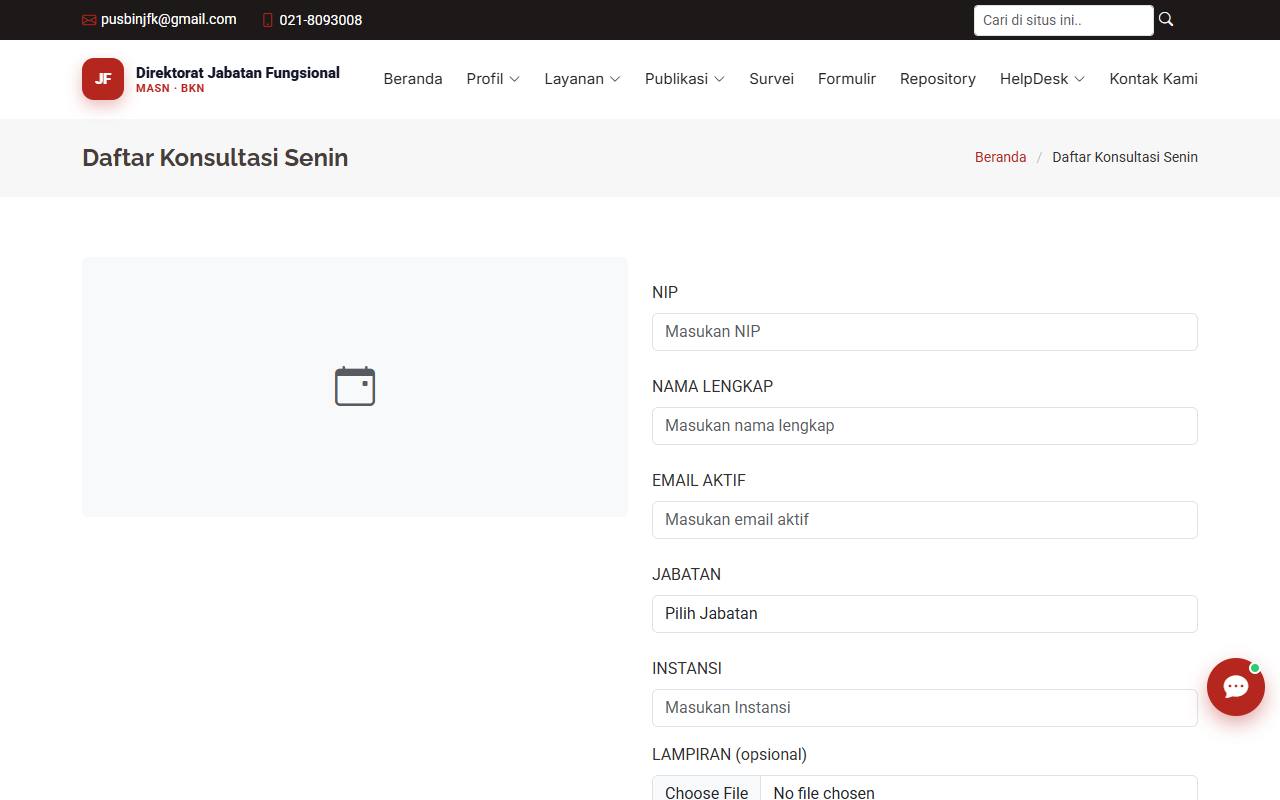 pusbinjfk@gmail.com
021-8093008
Cari di situs ini..
JF
Direktorat Jabatan Fungsional
MASN · BKN
Beranda
Profil
Layanan
Publikasi
Survei
Formulir
Repository
HelpDesk
Kontak Kami
Daftar Konsultasi Senin
Beranda / Daftar Konsultasi Senin
NIP
Masukan NIP
NAMA LENGKAP
Masukan nama lengkap
EMAIL AKTIF
Masukan email aktif
JABATAN
Pilih Jabatan
INSTANSI
Masukan Instansi
LAMPIRAN (opsional)
Choose File
No file chosen